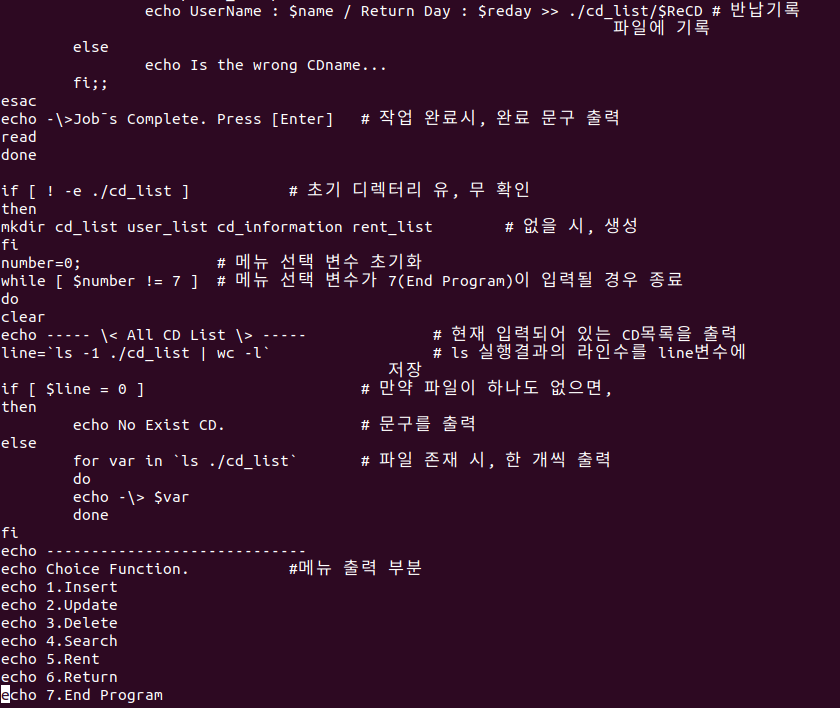 echo UserName : $name / Return Day : $reday >> ./cd_list/$ReCD # 반납기록
파일에 기록
else
echo Is the wrong CDname...
fi;;
esac
echo -\>Job¯s Complete. Press [Enter] # 작업 완료시, 완료 문구 출력
read
done
if [ ! -e ./cd_list ] # 초기 디렉터리 유, 무 확인
then
mkdir cd_list user_list cd_information rent_list # 없을 시, 생성
fi
number=0; # 메뉴 선택 변수 초기화
while [ $number != 7 ] # 메뉴 선택 변수가 7(End Program)이 입력될 경우 종료
do
clear
echo ----- \< All CD List \> ----- # 현재 입력되어 있는 CD목록을 출력
line=`ls -1 ./cd_list | wc -l` # ls 실행결과의 라인수를 line변수에
저장
if [ $line = 0 ] # 만약 파일이 하나도 없으면,
then
echo No Exist CD. # 문구를 출력
else
for var in `ls ./cd_list` # 파일 존재 시, 한 개씩 출력
do
echo -\> $var
done
fi
echo -----------------------------
echo Choice Function. #메뉴 출력 부분
echo 1.Insert
echo 2.Update
echo 3.Delete
echo 4.Search
echo 5.Rent
echo 6.Return
echo 7.End Program